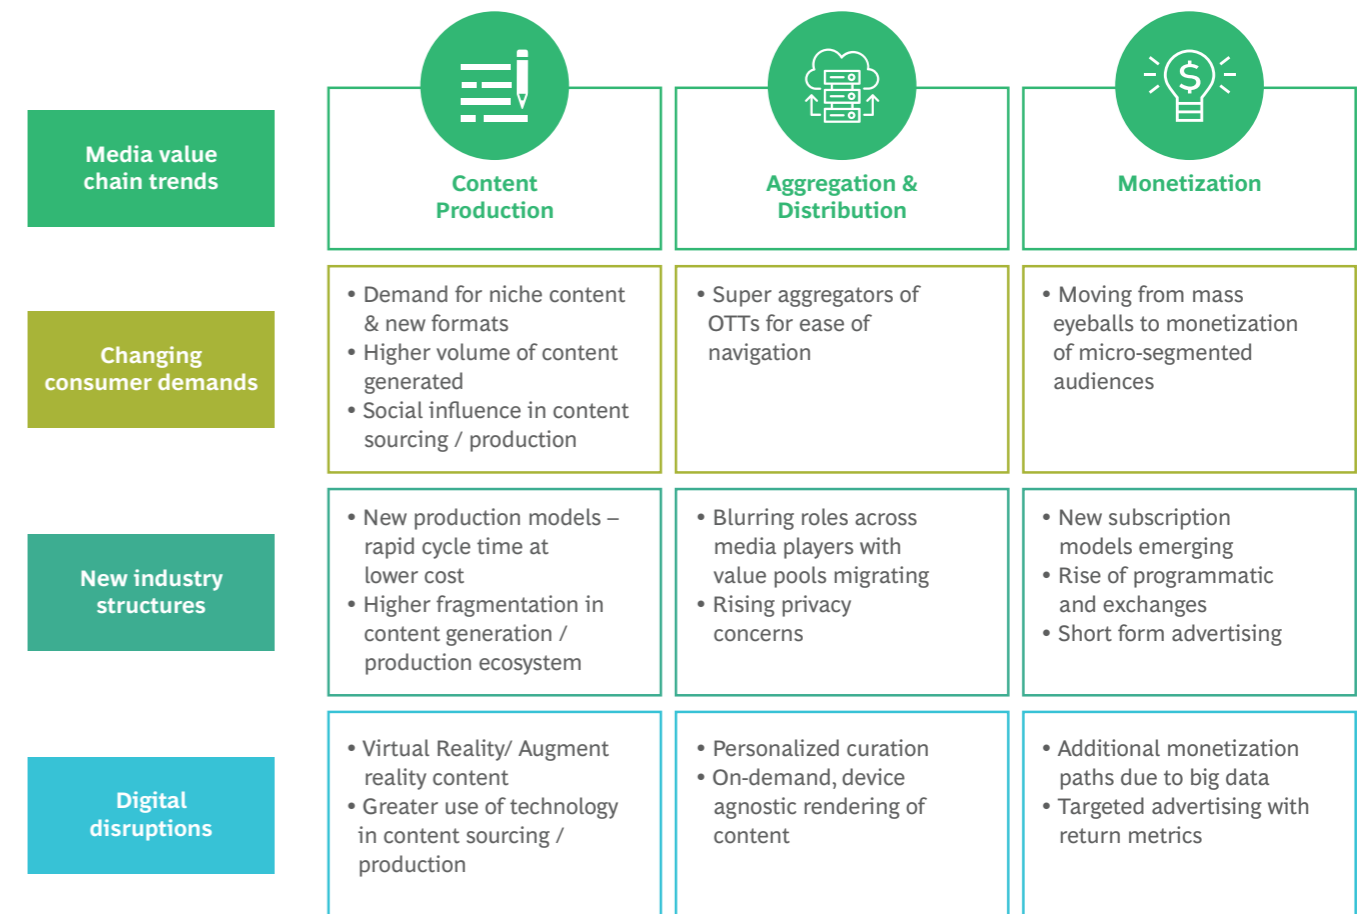 Media value
chain trends
Content
Production
Aggregation &
Distribution
$
Monetization
Changing
consumer demands
• Demand for niche content
& new formats
• Higher volume of content
generated
• Social influence in content
sourcing / production
• Super aggregators of
OTTs for ease of
navigation
• Moving from mass
eyeballs to monetization
of micro-segmented
audiences
New industry
structures
• New production models –
rapid cycle time at
lower cost
• Higher fragmentation in
content generation /
production ecosystem
• Blurring roles across
media players with
value pools migrating
• Rising privacy
concerns
• New subscription
models emerging
• Rise of programmatic
and exchanges
• Short form advertising
Digital
disruptions
• Virtual Reality/ Augment
reality content
• Greater use of technology
in content sourcing /
production
• Personalized curation
• On-demand, device
agnostic rendering of
content
• Additional monetization
paths due to big data
• Targeted advertising with
return metrics